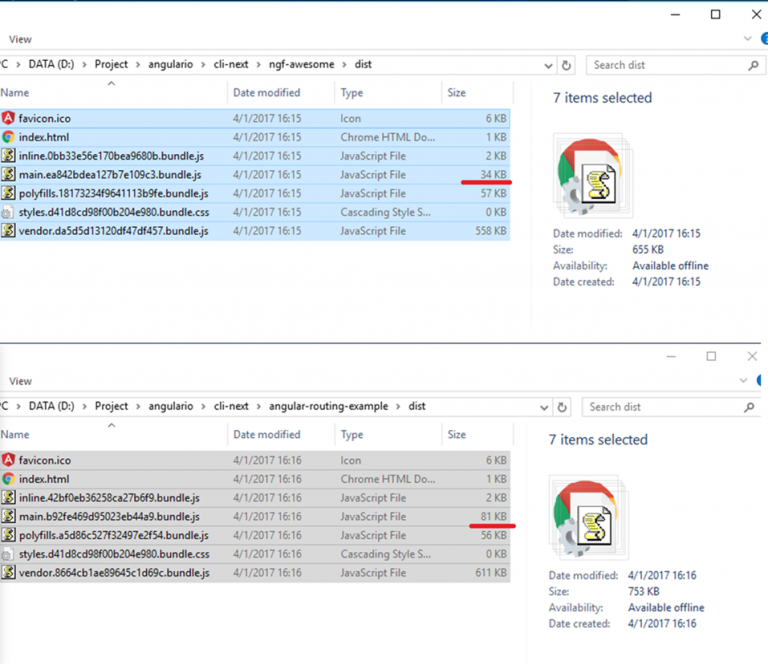 View
PC > DATA (D:) > Project > angulario > cli-next > ngf-awesome > dist
Search dist
Name Date modified Type Size
7 items selected
favicon.ico 4/1/2017 16:15 Icon 6 KB
index.html 4/1/2017 16:15 Chrome HTML Do... 1 KB
inline.0bb33e56e170bea9680b.bundle.js 4/1/2017 16:15 JavaScript File 2 KB
main.ea842bdea127b7e109c3.bundle.js 4/1/2017 16:15 JavaScript File 34 KB
polyfills.18173234f9641113b9fe.bundle.js 4/1/2017 16:15 JavaScript File 57 KB
styles.d41d8cd98f00b204e980.bundle.css 4/1/2017 16:15 Cascading Style S... 0 KB
vendor.da5d5d13120df47df457.bundle.js 4/1/2017 16:15 JavaScript File 558 KB
Date modified: 4/1/2017 16:15
Size: 655 KB
Availability: Available offline
Date created: 4/1/2017 16:15
View
PC > DATA (D:) > Project > angulario > cli-next > angular-routing-example > dist
Search dist
Name Date modified Type Size
7 items selected
favicon.ico 4/1/2017 16:16 Icon 6 KB
index.html 4/1/2017 16:16 Chrome HTML Do... 1 KB
inline.42bf0eb36258ca27b6f9.bundle.js 4/1/2017 16:16 JavaScript File 2 KB
main.b92fe469d95023eb44a9.bundle.js 4/1/2017 16:16 JavaScript File 81 KB
polyfills.a5d86c527f32497e2f54.bundle.js 4/1/2017 16:16 JavaScript File 56 KB
styles.d41d8cd98f00b204e980.bundle.css 4/1/2017 16:16 Cascading Style S... 0 KB
vendor.8664cb1ae89645c1d69c.bundle.js 4/1/2017 16:16 JavaScript File 611 KB
Date modified: 4/1/2017 16:16
Size: 753 KB
Availability: Available offline
Date created: 4/1/2017 16:16